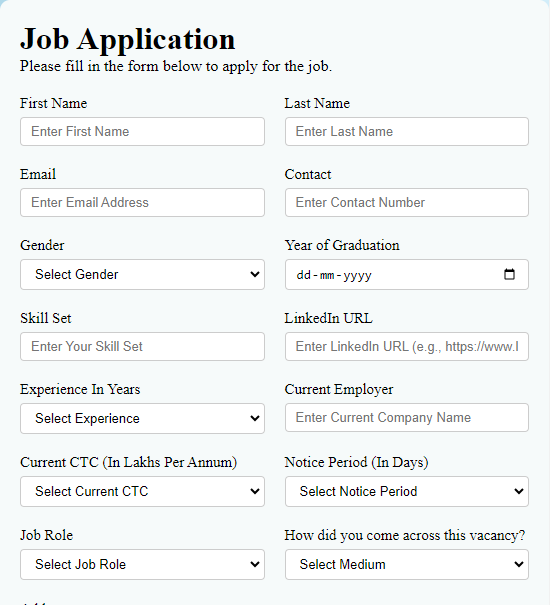 Job Application
Please fill in the form below to apply for the job.
First Name
Last Name
Enter First Name
Enter Last Name
Email
Contact
Enter Email Address
Enter Contact Number
Gender
Year of Graduation
Select Gender
dd-mm-yyyy
Skill Set
LinkedIn URL
Enter Your Skill Set
Enter LinkedIn URL (e.g., https://www.l
Experience In Years
Current Employer
Select Experience
Enter Current Company Name
Current CTC (In Lakhs Per Annum)
Notice Period (In Days)
Select Current CTC
Select Notice Period
Job Role
How did you come across this vacancy?
Select Job Role
Select Medium